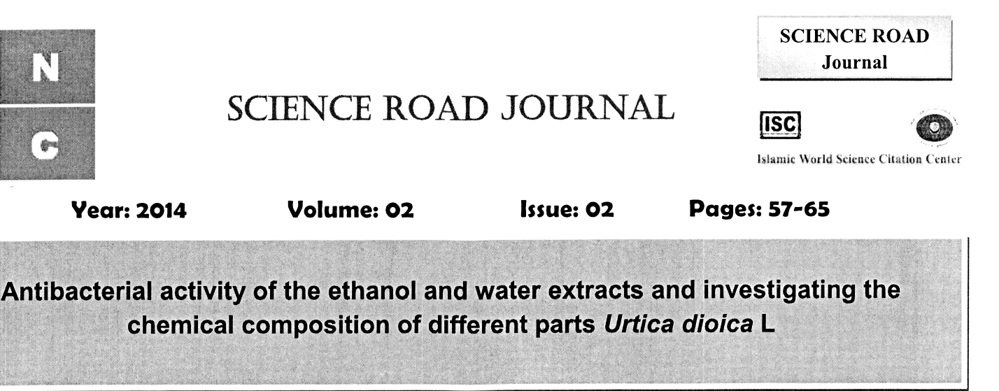 N
C
SCIENCE ROAD
Journal
SCIENCE ROAD JOURNAL
ISC
Islamic World Science Citation Center
Year: 2014 Volume: 02 Issue: 02 Pages: 57-65
Antibacterial activity of the ethanol and water extracts and investigating the
chemical composition of different parts Urtica dioica L